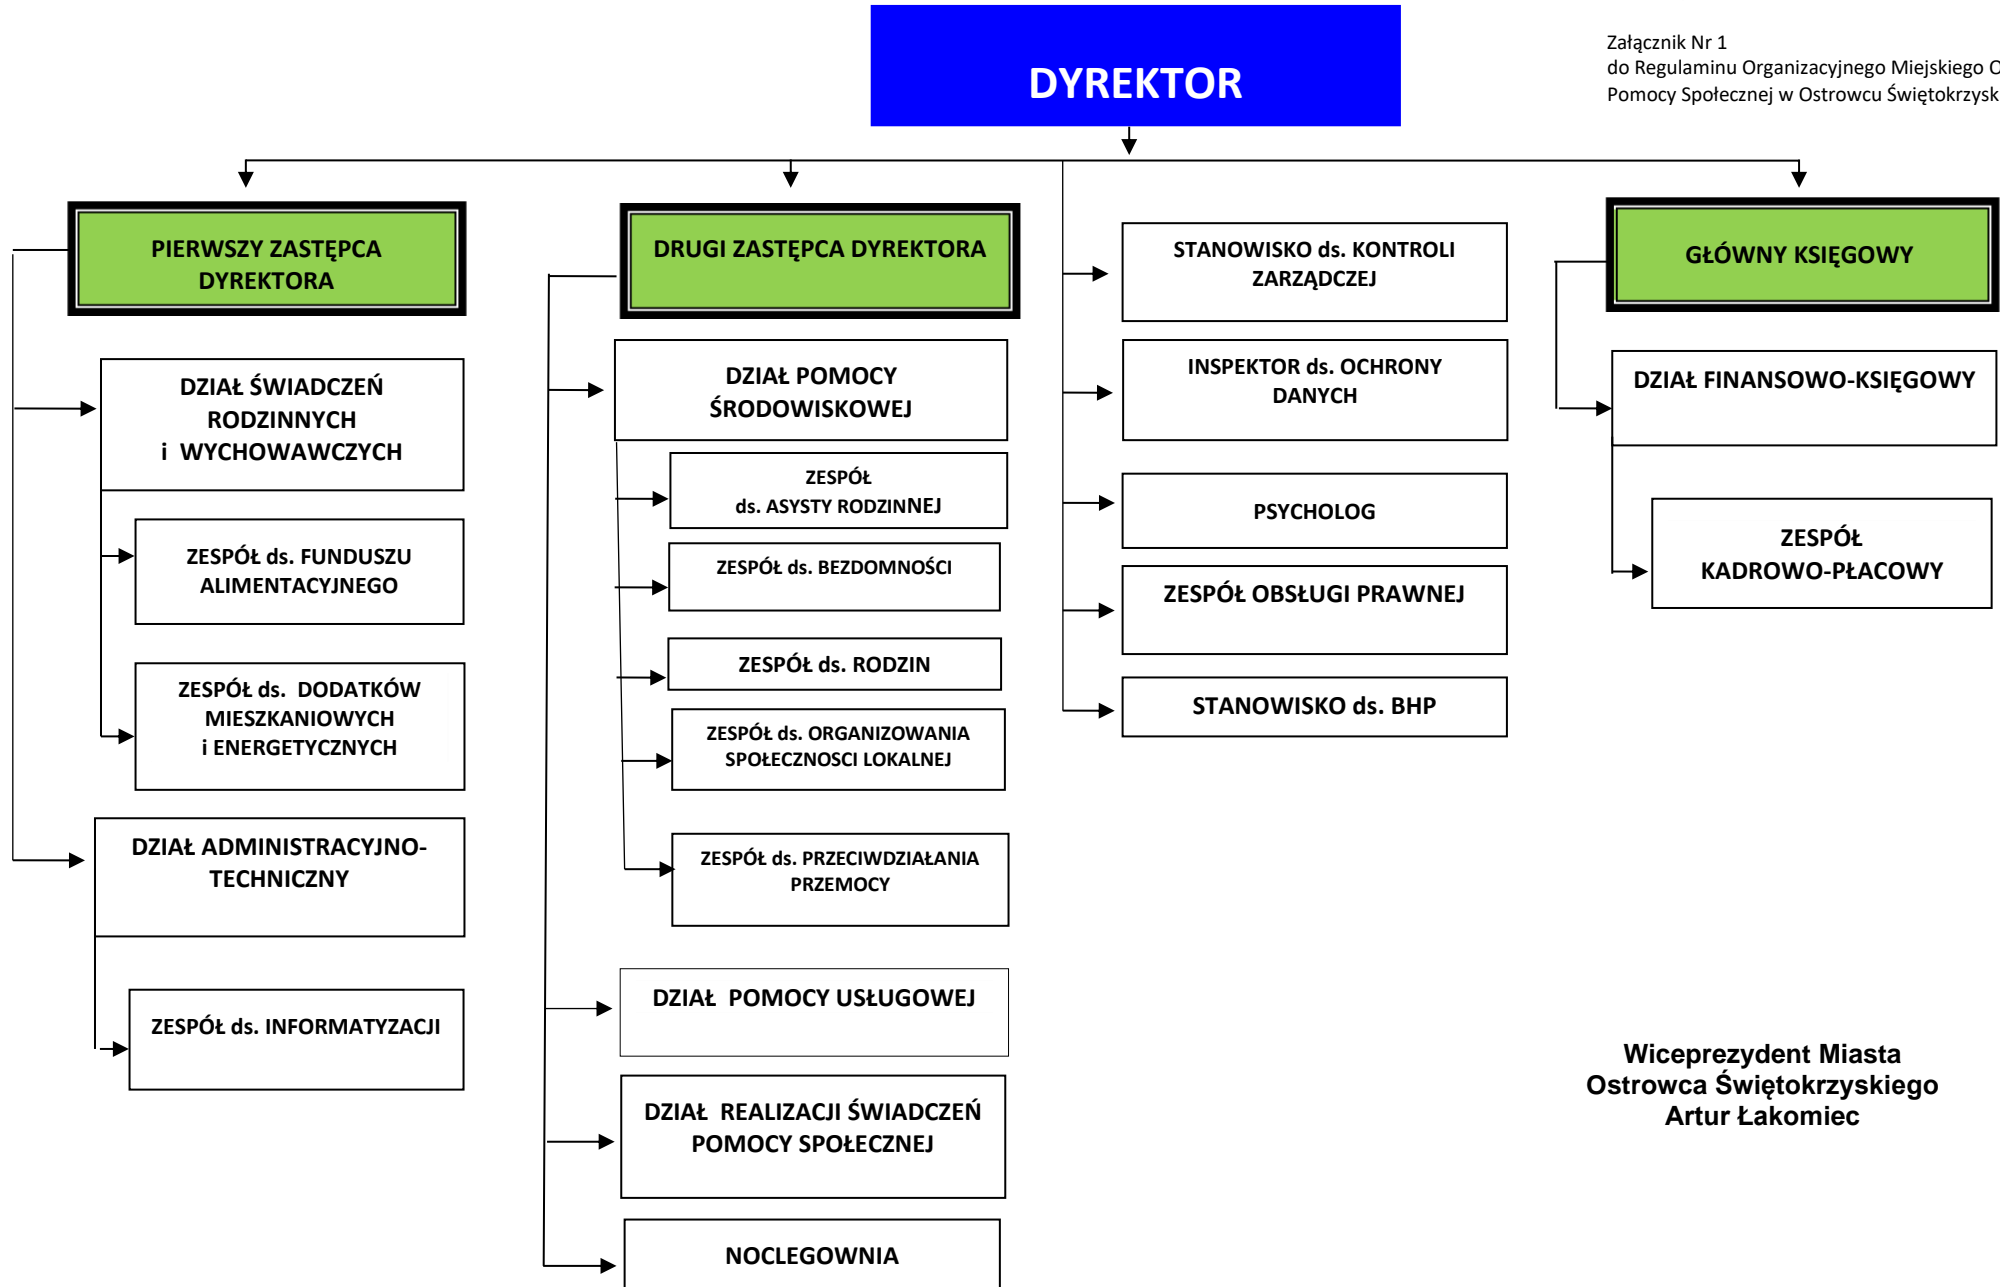 DYREKTOR
Załącznik Nr 1
do Regulaminu Organizacyjnego Miejskiego O
Pomocy Społecznej w Ostrowcu Świętokrzysk
PIERWSZY ZASTĘPCA
DYREKTORA
DZIAŁ ŚWIADCZEŃ
RODZINNYCH
i WYCHOWAWCZYCH
ZESPÓŁ ds. FUNDUSZU
ALIMENTACYJNEGO
ZESPÓŁ ds. DODATKÓW
MIESZKANIOWYCH
i ENERGETYCZNYCH
DZIAŁ ADMINISTRACYJNO-
TECHNICZNY
ZESPÓŁ ds. INFORMATYZACJI
DRUGI ZASTĘPCA DYREKTORA
DZIAŁ POMOCY
ŚRODOWISKOWEJ
ZESPÓŁ
ds. ASYSTY RODZINNEJ
ZESPÓŁ ds. BEZDOMNOŚCI
ZESPÓŁ ds. RODZIN
ZESPÓŁ ds. ORGANIZOWANIA
SPOŁECZNOSCI LOKALNEJ
ZESPÓŁ ds. PRZECIWDZIAŁANIA
PRZEMOCY
DZIAŁ POMOCY USŁUGOWEJ
DZIAŁ REALIZACJI ŚWIADCZEŃ
POMOCY SPOŁECZNEJ
NOCLEGOWNIA
STANOWISKO ds. KONTROLI
ZARZĄDCZEJ
INSPEKTOR ds. OCHRONY
DANYCH
PSYCHOLOG
ZESPÓŁ OBSŁUGI PRAWNEJ
STANOWISKO ds. BHP
GŁÓWNY KSIĘGOWY
DZIAŁ FINANSOWO-KSIĘGOWY
ZESPÓŁ
KADROWO-PŁACOWY
Wiceprezydent Miasta
Ostrowca Świętokrzyskiego
Artur Łakomiec